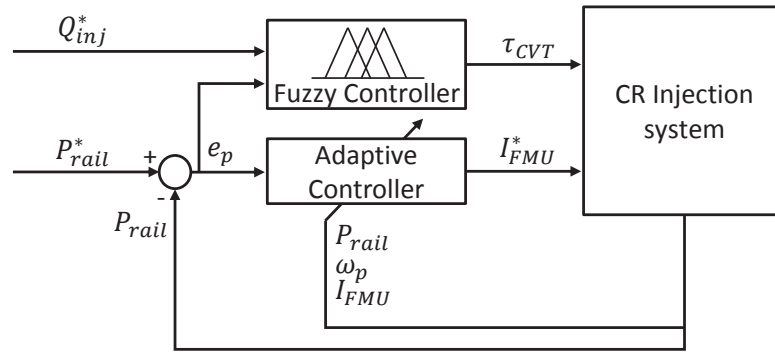 Q*inj
τCVT
Fuzzy Controller
CR Injection
system
P*rail
+
-
ep
Adaptive
Controller
I*FMU
Prail
Prail
ωp
IFMU